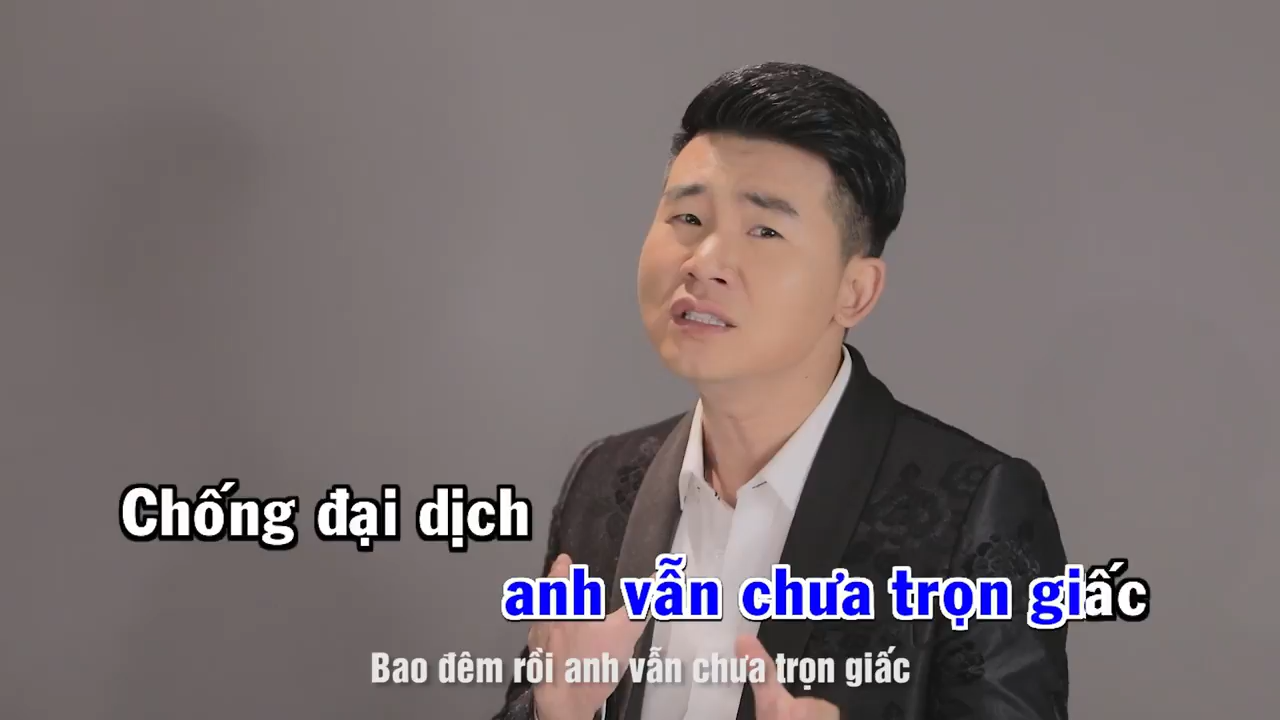 Chống đại dịch
anh vẫn chưa trọn giấc
Bao đêm rồi anh vẫn chưa trọn giấc